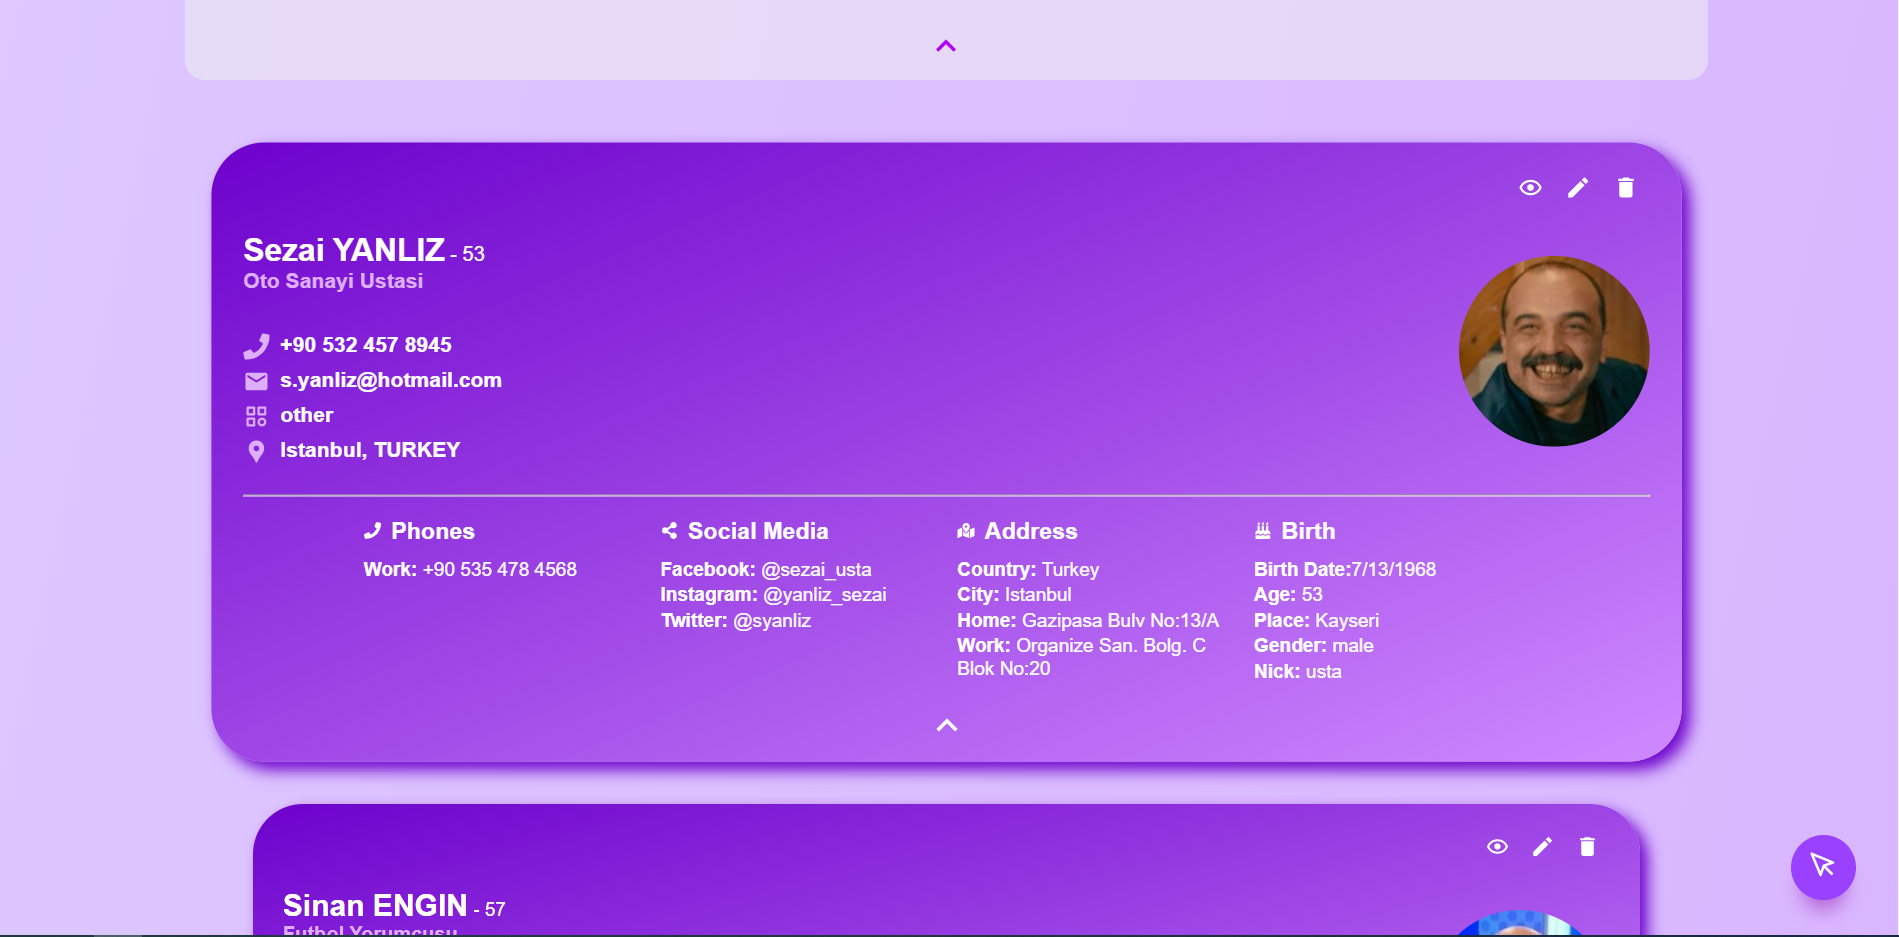 Sezai YANLIZ - 53
Oto Sanayi Ustasi
+90 532 457 8945
s.yanliz@hotmail.com
other
Istanbul, TURKEY
Phones
Work: +90 535 478 4568
Social Media
Facebook: @sezai_usta
Instagram: @yanliz_sezai
Twitter: @syanliz
Address
Country: Turkey
City: Istanbul
Home: Gazipasa Bulv No:13/A
Work: Organize San. Bolg. C
Blok No:20
Birth
Birth Date:7/13/1968
Age: 53
Place: Kayseri
Gender: male
Nick: usta
Sinan ENGIN - 57
Futbol Yorumcusu